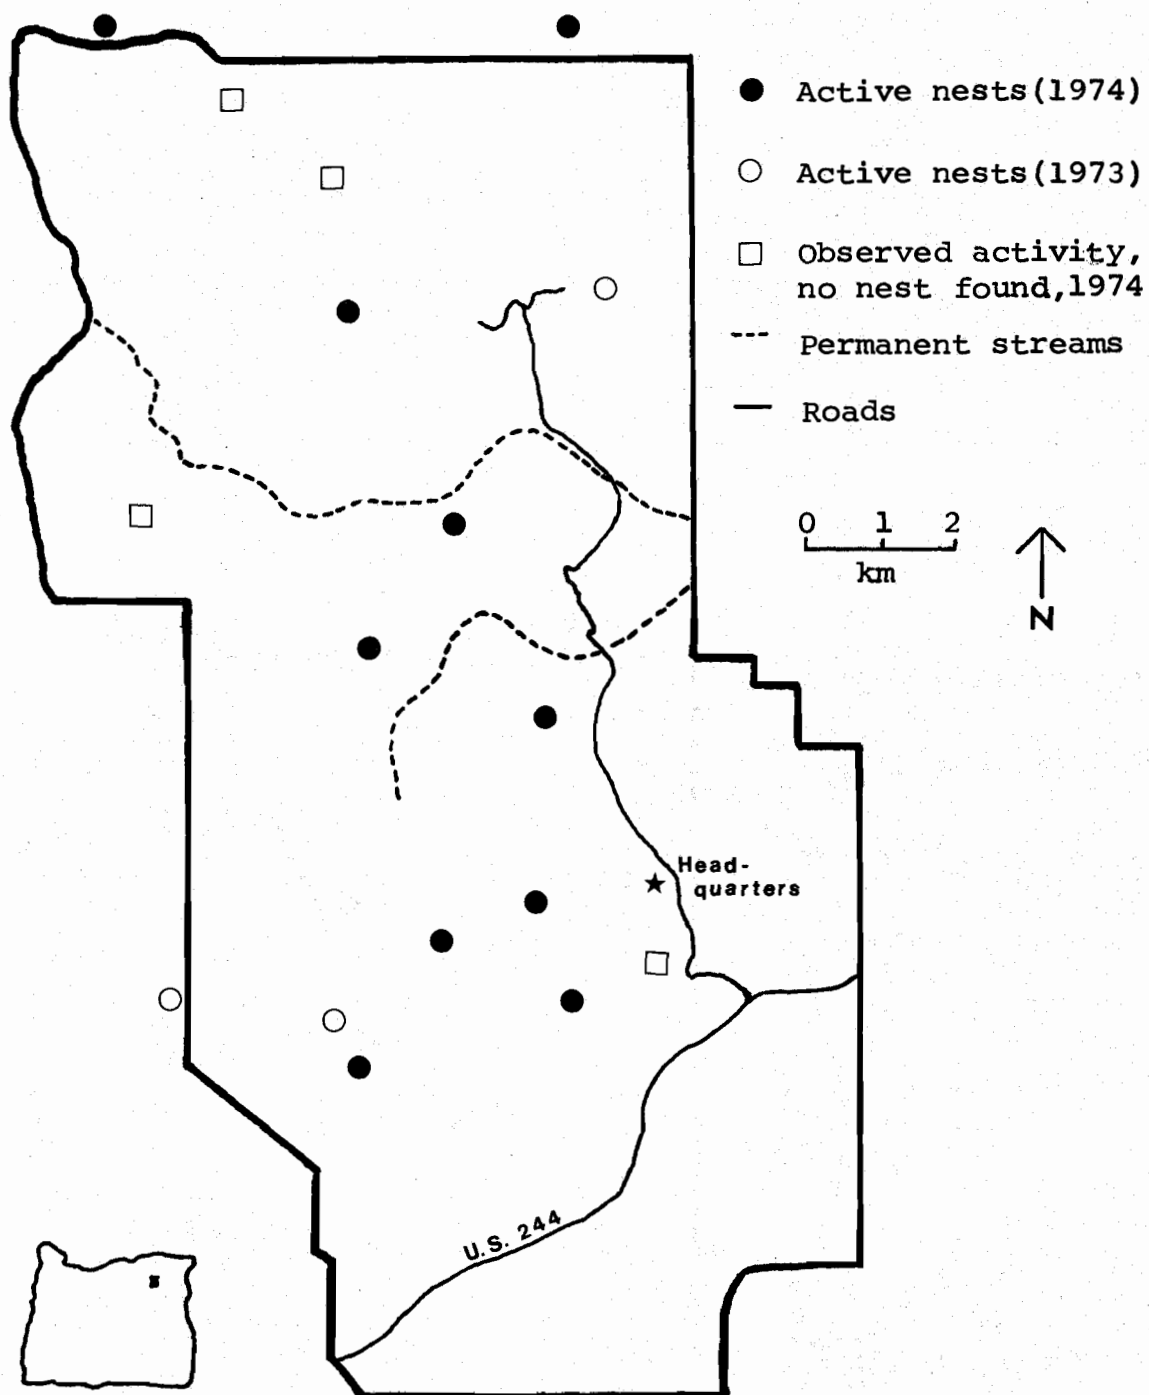 Active nests(1974)
Active nests(1973)
Observed activity,
no nest found,1974
Permanent streams
Roads
0 1 2
km
N
Head-
quarters
U.S. 244